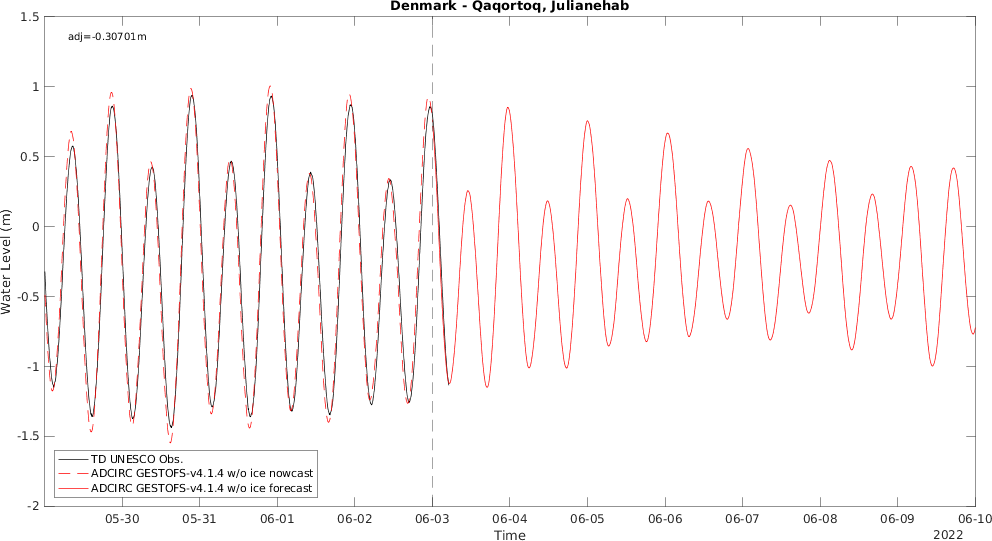 Denmark - Qaqortoq, Julianehab
adj=-0.30701m
1.5
1
0.5
0
-0.5
-1
-1.5
-2
Water Level (m)
TD UNESCO Obs.
ADCIRC GESTOFS-v4.1.4 w/o ice nowcast
ADCIRC GESTOFS-v4.1.4 w/o ice forecast
05-30 05-31 06-01 06-02 06-03 06-04 06-05 06-06 06-07 06-08 06-09 06-10
Time
2022